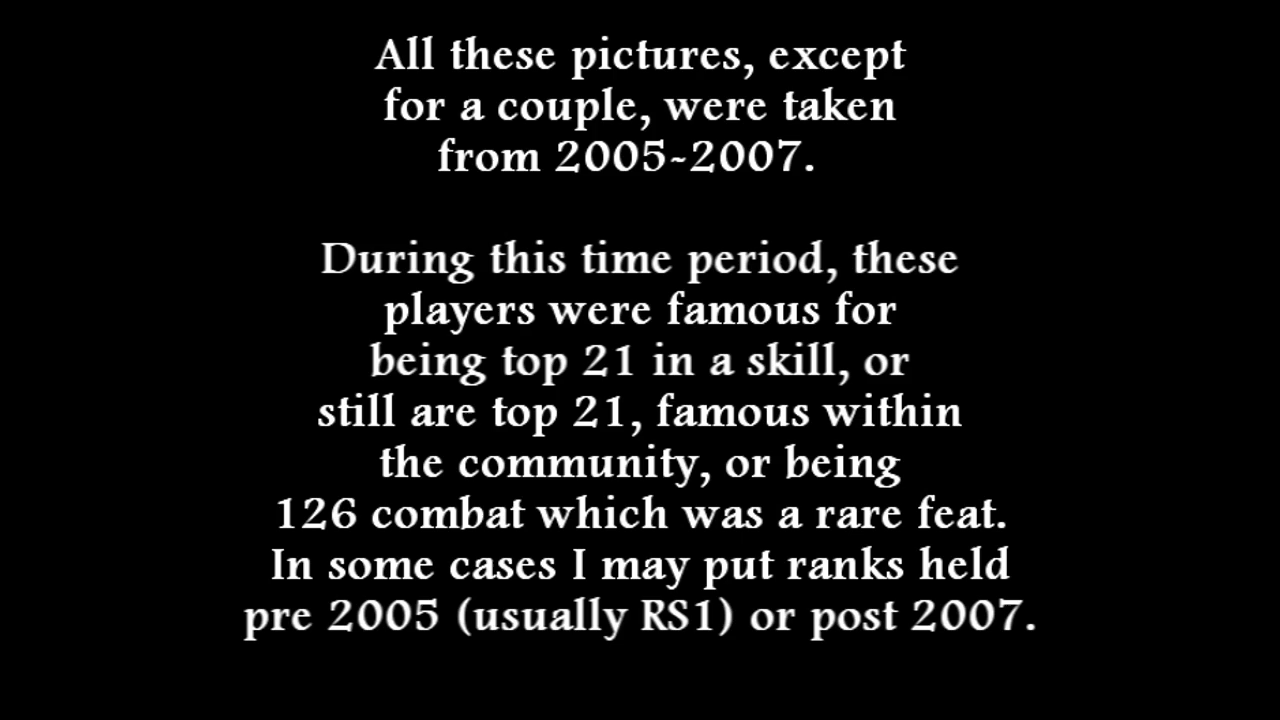 All these pictures, except
for a couple, were taken
from 2005-2007.
During this time period, these
players were famous for
being top 21 in a skill, or
still are top 21, famous within
the community, or being
126 combat which was a rare feat.
In some cases I may put ranks held
pre 2005 (usually RS1) or post 2007.